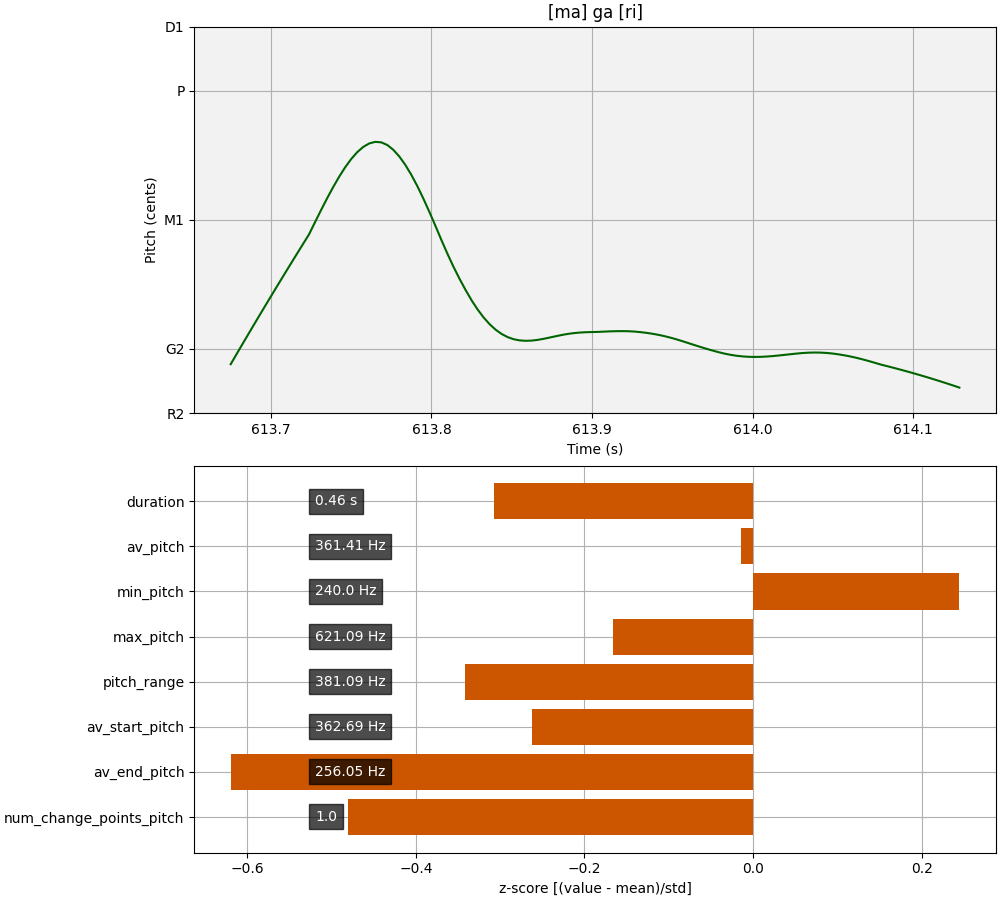 [ma] ga [ri]
D1
P
M1
G2
R2
Pitch (cents)
613.7 613.8 613.9 614.0 614.1
Time (s)
duration 0.46 s
av_pitch 361.41 Hz
min_pitch 240.0 Hz
max_pitch 621.09 Hz
pitch_range 381.09 Hz
av_start_pitch 362.69 Hz
av_end_pitch 256.05 Hz
num_change_points_pitch 1.0
−0.6 −0.4 −0.2 0.0 0.2
z-score [(value - mean)/std]